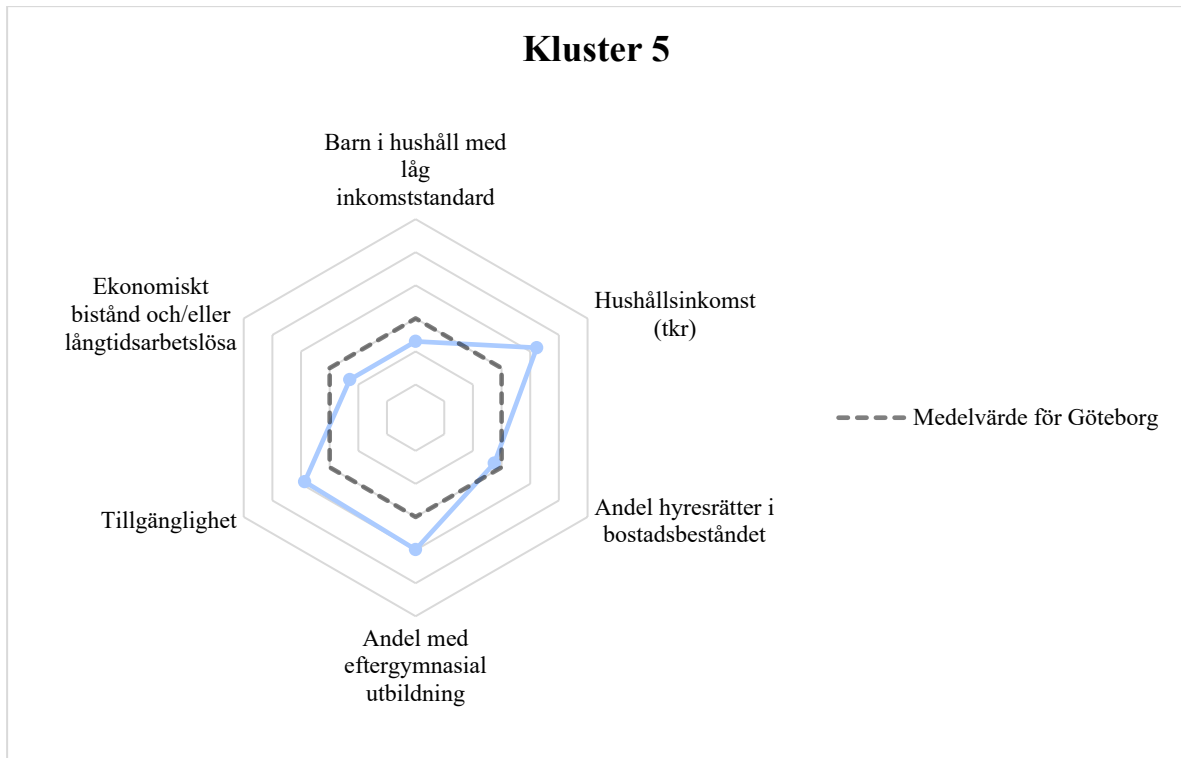 Kluster 5
Barn i hushåll med
låg
inkomststandard
Hushållsinkomst
(tkr)
Andel hyresrätter i
bostadsbeståndet
Andel med
eftergymnasial
utbildning
Tillgänglighet
Ekonomiskt
bistånd och/eller
långtidsarbetslösa
Medelvärde för Göteborg